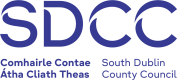 SDCC
Comhairle Contae
Átha Cliath Theas
South Dublin
County Council